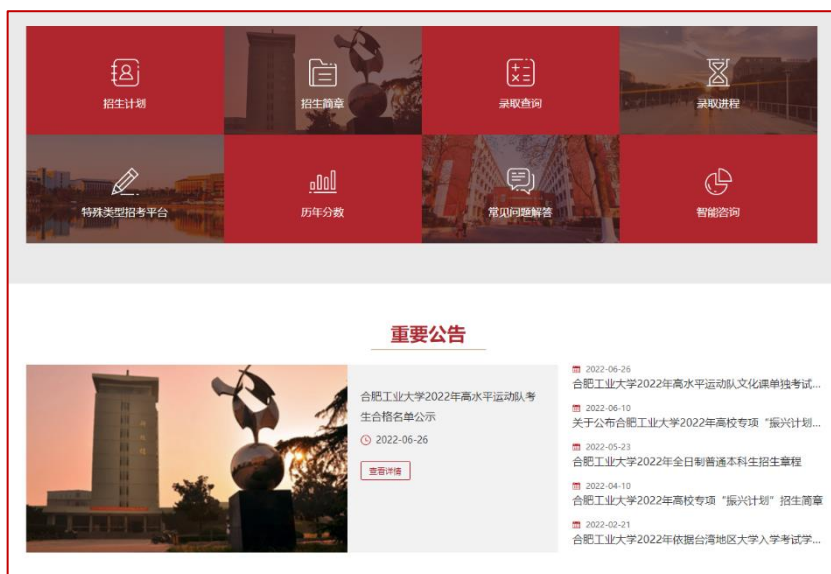 招生计划
招生简章
录取查询
录取进程
特殊类型招考平台
历年分数
常见问题解答
智能咨询
重要公告
合肥工业大学2022年高水平运动队考
生合格名单公示
2022-06-26
查看详情
2022-06-26
合肥工业大学2022年高水平运动队文化课单独考试...
2022-06-10
关于公布合肥工业大学2022年高校专项“振兴计划...
2022-05-23
合肥工业大学2022年全日制普通本科生招生章程
2022-04-10
合肥工业大学2022年高校专项“振兴计划”招生简章
2022-02-21
合肥工业大学2022年依据台湾地区大学入学考试学...